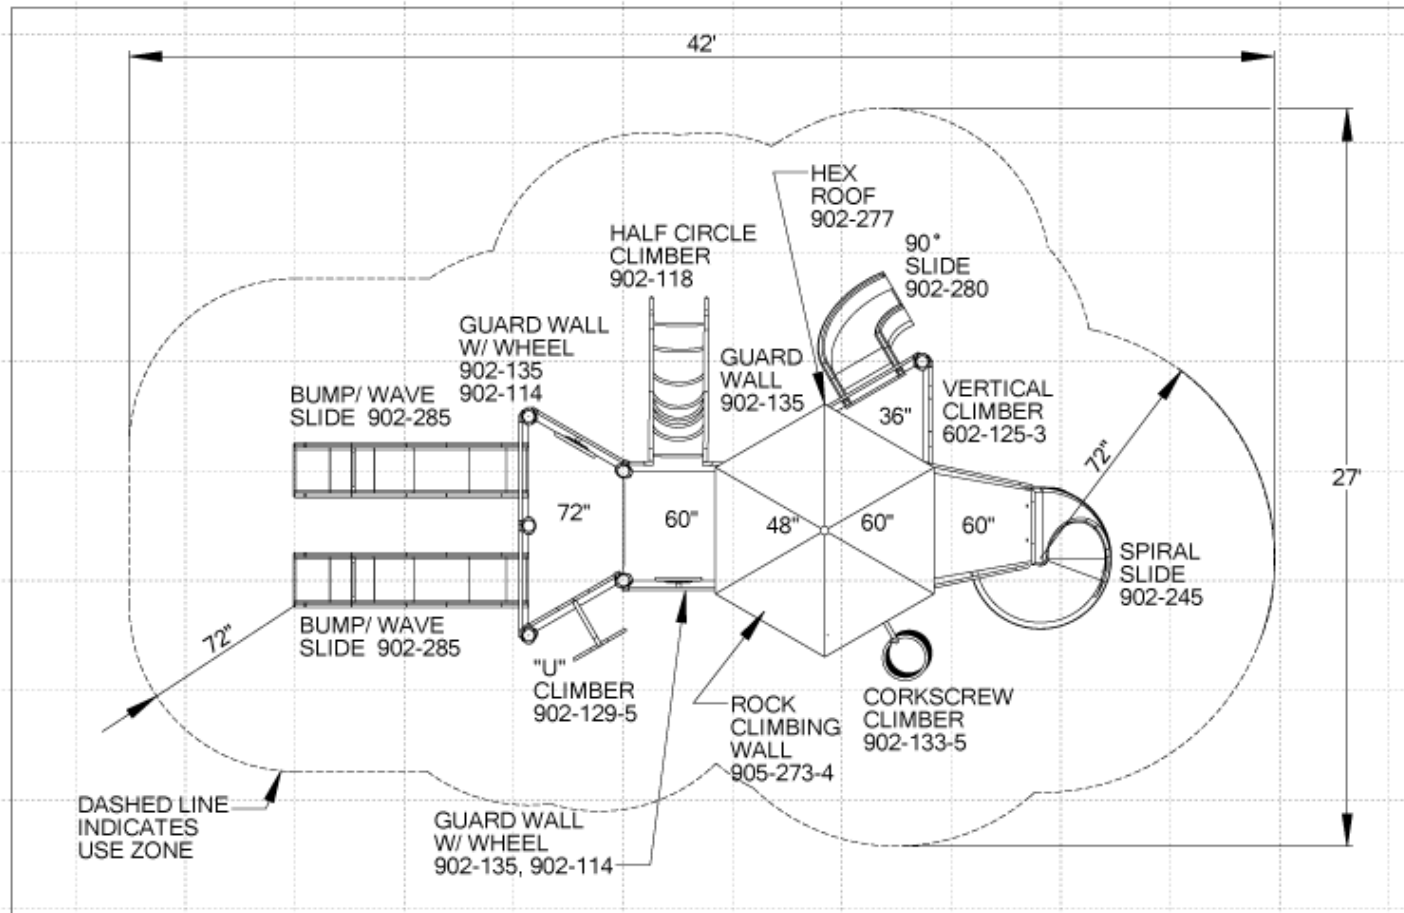 42'
HEX
ROOF
902-277
HALF CIRCLE
CLIMBER
902-118
90°
SLIDE
902-280
GUARD WALL
W/ WHEEL
902-135
902-114
GUARD
WALL
902-135
BUMP/ WAVE
SLIDE 902-285
36"
VERTICAL
CLIMBER
602-125-3
72"
27'
72"
60"
48"
60"
60"
SPIRAL
SLIDE
902-245
BUMP/ WAVE
SLIDE 902-285
72"
"U"
CLIMBER
902-129-5
ROCK
CLIMBING
WALL
905-273-4
CORKSCREW
CLIMBER
902-133-5
DASHED LINE
INDICATES
USE ZONE
GUARD WALL
W/ WHEEL
902-135, 902-114